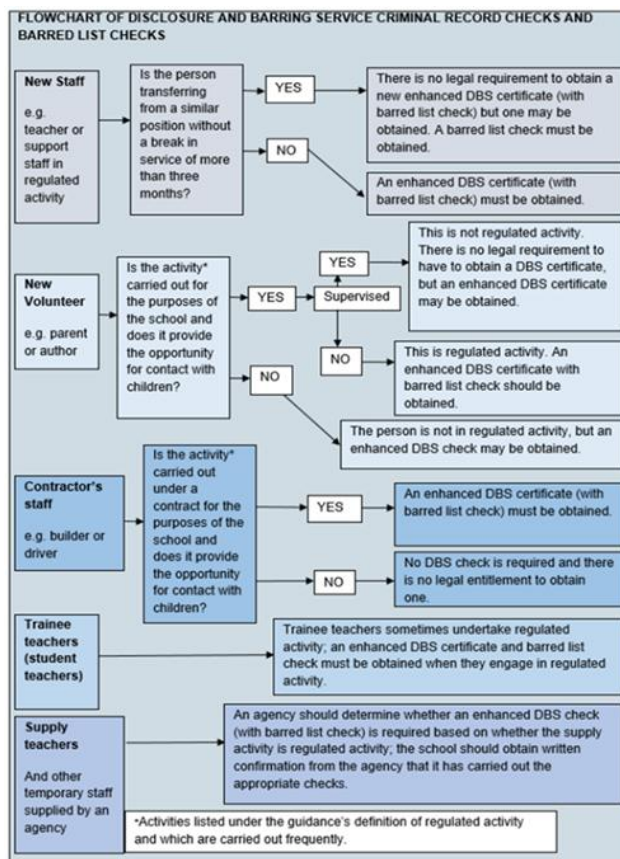 FLOWCHART OF DISCLOSURE AND BARRING SERVICE CRIMINAL RECORD CHECKS AND
BARRED LIST CHECKS
New Staff
e.g.
teacher or
support
staff in
regulated
activity
Is the person
transferring
from a similar
position without
a break in
service of more
than three
months?
YES
There is no legal requirement to obtain a
new enhanced DBS certificate (with
barred list check) but one may be
obtained. A barred list check must be
obtained.
NO
An enhanced DBS certificate (with
barred list check) must be obtained.
New
Volunteer
e.g. parent
or author
Is the activity*
carried out for
the purposes of
the school and
does it provide
the opportunity
for contact with
children?
YES
Supervised
YES
This is not regulated activity.
There is no legal requirement to
have to obtain a DBS certificate,
but an enhanced DBS certificate
may be obtained.
NO
This is regulated activity. An
enhanced DBS certificate with
barred list check should be
obtained.
NO
The person is not in regulated activity, but an
enhanced DBS check may be obtained.
Contractor's
staff
e.g. builder or
driver
Is the activity*
carried out
under a
contract for the
purposes of the
school and
does it provide
the opportunity
for contact with
children?
YES
An enhanced DBS certificate (with
barred list check) must be obtained.
NO
No DBS check is required and there
is no legal entitlement to obtain
one.
Trainee
teachers
(student
teachers)
Trainee teachers sometimes undertake regulated
activity; an enhanced DBS certificate and barred list
check must be obtained when they engage in regulated
activity.
Supply
teachers
And other
temporary staff
supplied by an
agency
An agency should determine whether an enhanced DBS check
(with barred list check) is required based on whether the supply
activity is regulated activity; the school should obtain written
confirmation from the agency that it has carried out the
appropriate checks.
*Activities listed under the guidance's definition of regulated activity
and which are carried out frequently.